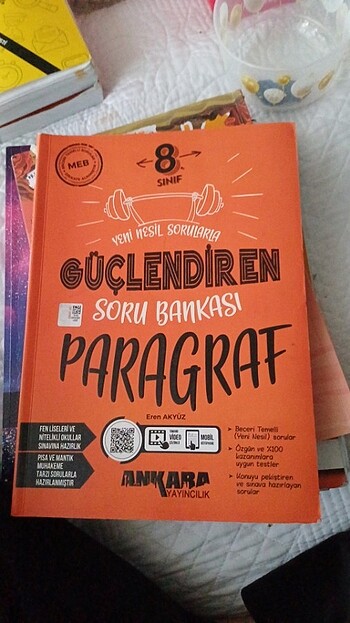 MEB
8.
SINIF
YENİ NESİL SORULARLA
GÜÇLENDİREN
SORU BANKASI
PARAGRAF
Eren AKYÜZ
FEN LİSELERİ VE
NİTELİKLİ OKULLAR
SINAVINA HAZIRLIK
PISA VE MANTIK
MUHAKEME
TARZI SORULARLA
HAZIRLANMIŞTIR
VİDEO
MOBİL
Beceri Temelli
(Yeni Nesil) sorular
Özgün ve %100
kazanımlara
uygun testler
Konuyu pekiştiren
ve sınava hazırlayan
sorular
ANKARA
YAYINCILIK